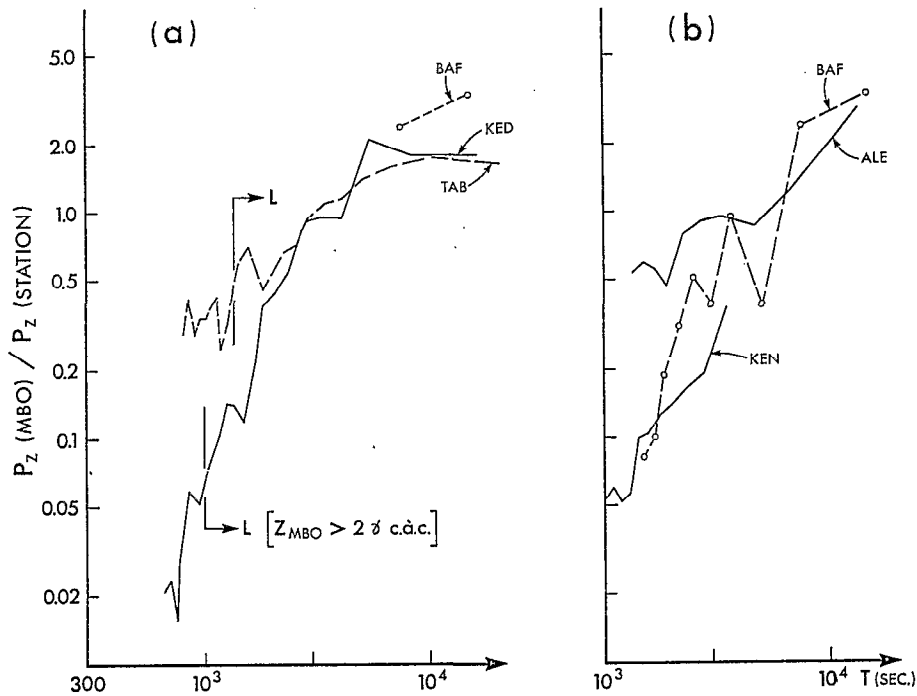 (a)
(b)
5.0
2.0
1.0
0.5
0.2
0.1
0.05
0.02
P_Z (MBO) / P_Z (STATION)
BAF
KED
TAB
L
L [Z_MBO > 2 γ c.à.c.]
300
10³
10⁴
BAF
ALE
KEN
10³
10⁴
T (SEC.)